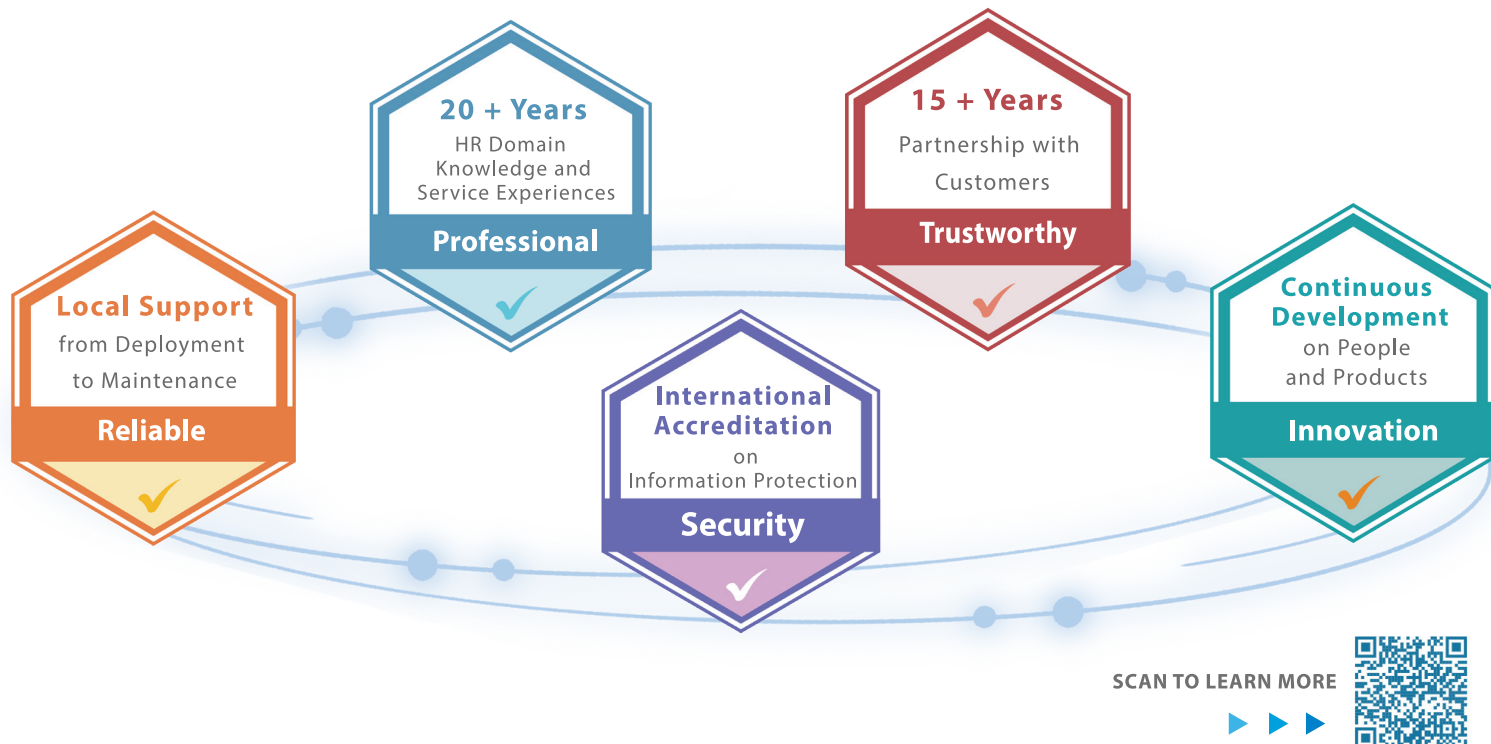 20 + Years
HR Domain
Knowledge and
Service Experiences
Professional
15 + Years
Partnership with
Customers
Trustworthy
Local Support
from Deployment
to Maintenance
Reliable
International
Accreditation
on
Information Protection
Security
Continuous
Development
on People
and Products
Innovation
SCAN TO LEARN MORE